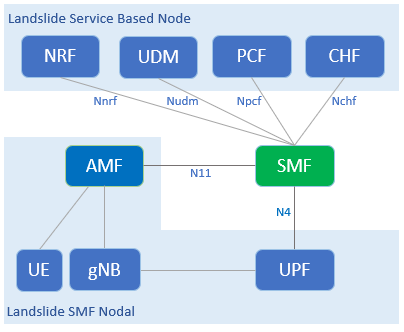 Landslide Service Based Node
NRF
UDM
PCF
CHF
Nnrf
Nudm
Npcf
Nchf
AMF
N11
SMF
N4
UE
gNB
UPF
Landslide SMF Nodal